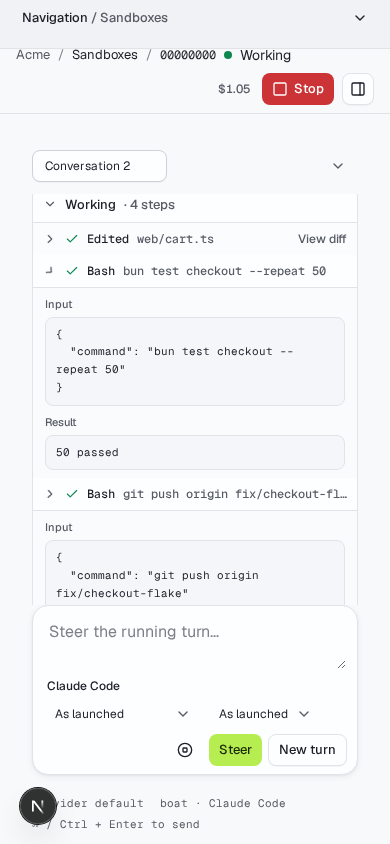 Navigation / Sandboxes
Acme / Sandboxes / 00000000 Working
$1.05 Stop
Conversation 2
Working · 4 steps
Edited web/cart.ts View diff
Bash bun test checkout --repeat 50
Input
{
"command": "bun test checkout --
repeat 50"
}
Result
50 passed
Bash git push origin fix/checkout-fl…
Input
{
"command": "git push origin
fix/checkout-flake"
Steer the running turn...
Claude Code
As launched As launched
Steer New turn
N
default boat · Claude Code
/ Ctrl + Enter to send